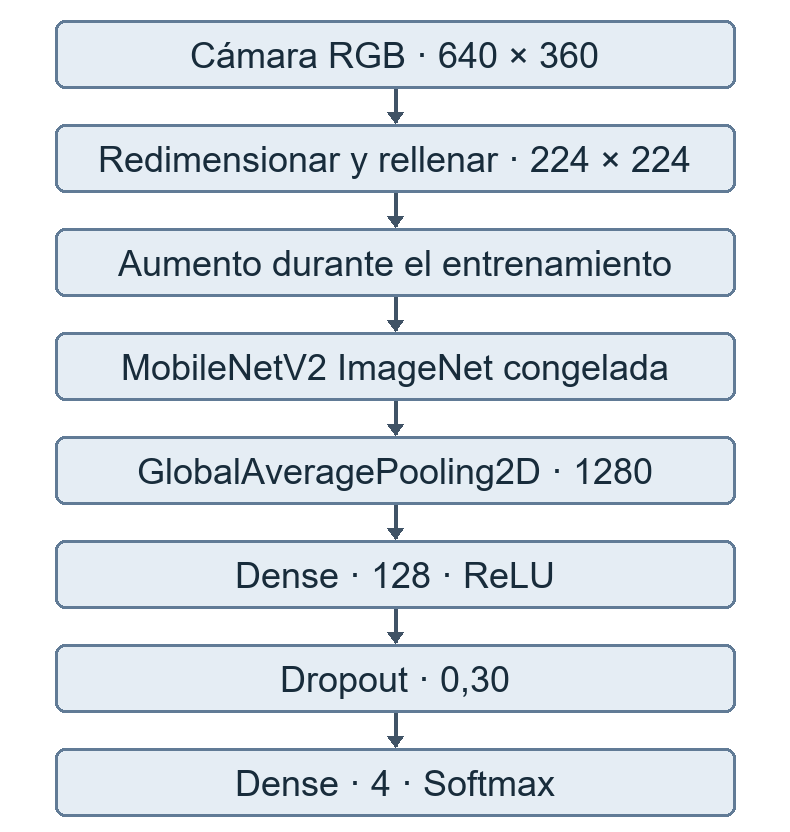 Cámara RGB · 640 × 360
Redimensionar y rellenar · 224 × 224
Aumento durante el entrenamiento
MobileNetV2 ImageNet congelada
GlobalAveragePooling2D · 1280
Dense · 128 · ReLU
Dropout · 0,30
Dense · 4 · Softmax